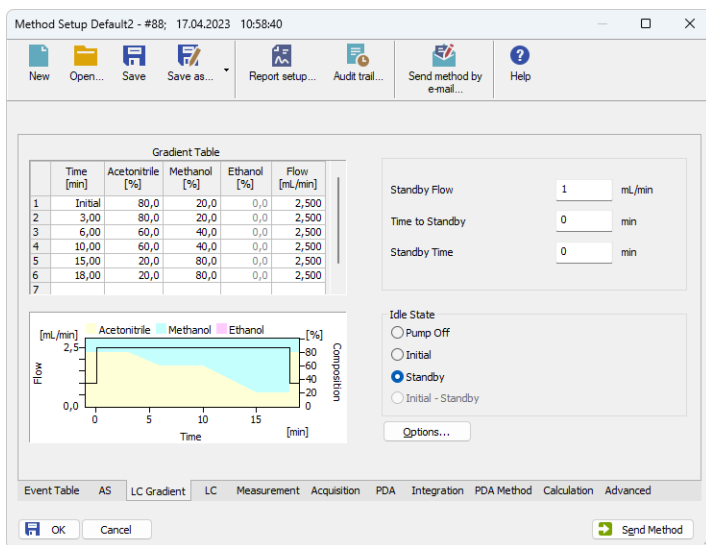 Method Setup Default2 - #88; 17.04.2023 10:58:40
New Open... Save Save as... Report setup... Audit trail... Send method by e-mail... Help
Gradient Table
Time [min] Acetonitrile [%] Methanol [%] Ethanol [%] Flow [mL/min]
1 Initial 80,0 20,0 0,0 2,500
2 3,00 80,0 20,0 0,0 2,500
3 6,00 60,0 40,0 0,0 2,500
4 10,00 60,0 40,0 0,0 2,500
5 15,00 20,0 80,0 0,0 2,500
6 18,00 20,0 80,0 0,0 2,500
7
Standby Flow 1 mL/min
Time to Standby 0 min
Standby Time 0 min
[mL/min] Acetonitrile Methanol Ethanol [%]
2,5
0,0
Flow
80
60
40
20
0
Composition
0 5 10 15
Time [min]
Idle State
Pump Off
Initial
Standby
Initial - Standby
Options...
Event Table AS LC Gradient LC Measurement Acquisition PDA Integration PDA Method Calculation Advanced
OK Cancel Send Method